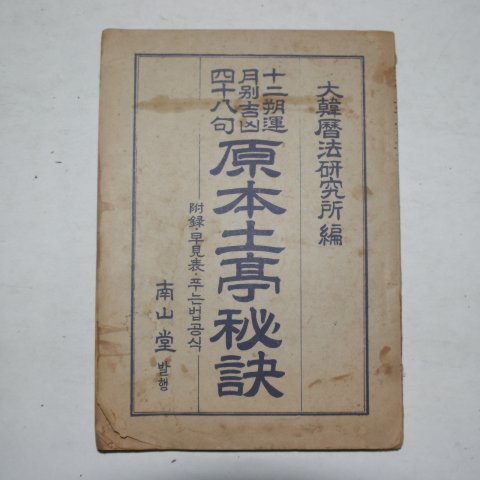 大韓曆法硏究所 編
十二朔運
月別吉凶
四十八句
原本土亭秘訣
附錄 早見表·푸는법공식
南山堂 발행